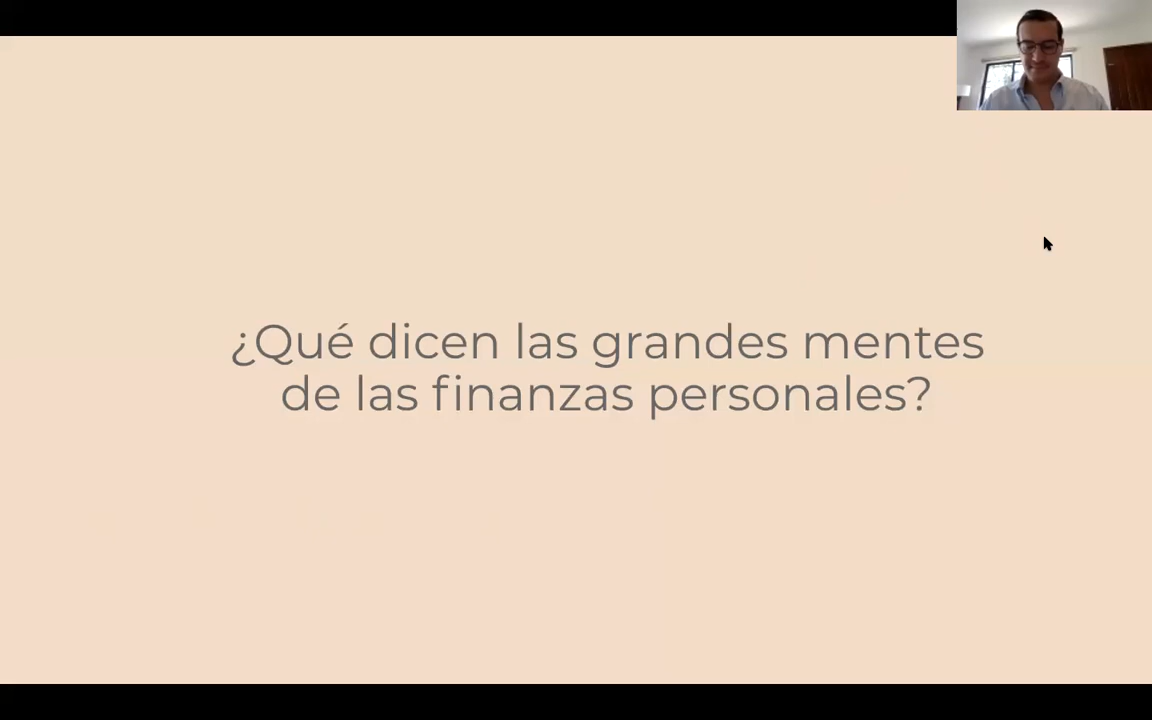 ¿Qué dicen las grandes mentes
de las finanzas personales?